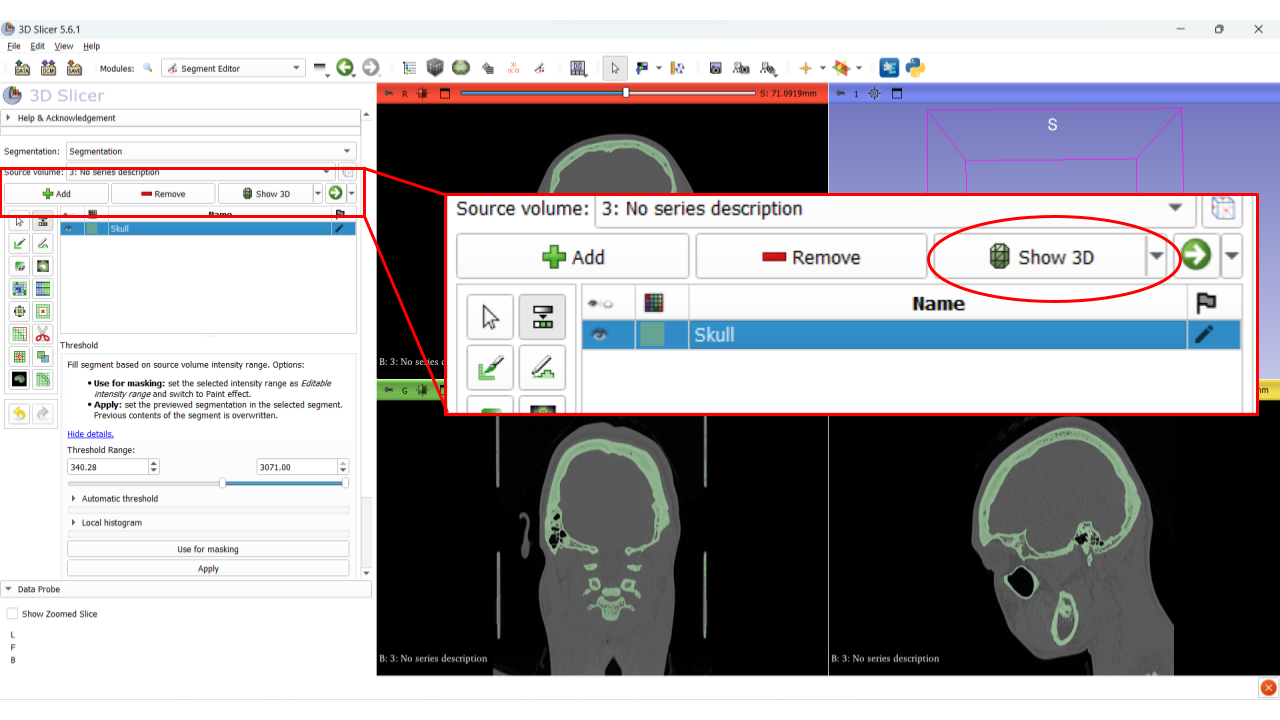 3D Slicer 5.6.1
File Edit View Help
DATA DCM SAVE Modules: Segment Editor
3D Slicer
Help & Acknowledgement
Segmentation: Segmentation
Source volume: 3: No series description
Add Remove Show 3D
Name
Skull
Threshold
Fill segment based on source volume intensity range. Options:
• Use for masking: set the selected intensity range as Editable
intensity range and switch to Paint effect.
• Apply: set the previewed segmentation in the selected segment.
Previous contents of the segment is overwritten.
Hide details.
Threshold Range:
340.28 3071.00
Automatic threshold
Local histogram
Use for masking
Apply
Data Probe
Show Zoomed Slice
L
F
B
R S: 71.0919mm
1
S
B: 3: No series
G
mm
Source volume: 3: No series description
Add Remove Show 3D
Name
Skull
B: 3: No series description
B: 3: No series description